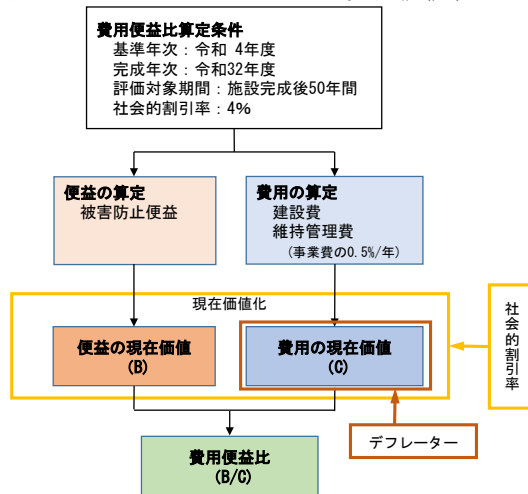 費用便益比算定条件
基準年次：令和 4年度
完成年次：令和32年度
評価対象期間：施設完成後50年間
社会的割引率：4%
便益の算定
被害防止便益
費用の算定
建設費
維持管理費
（事業費の0.5%/年）
現在価値化
社会的割引率
便益の現在価値
(B)
費用の現在価値
(C)
デフレーター
費用便益比
(B/C)